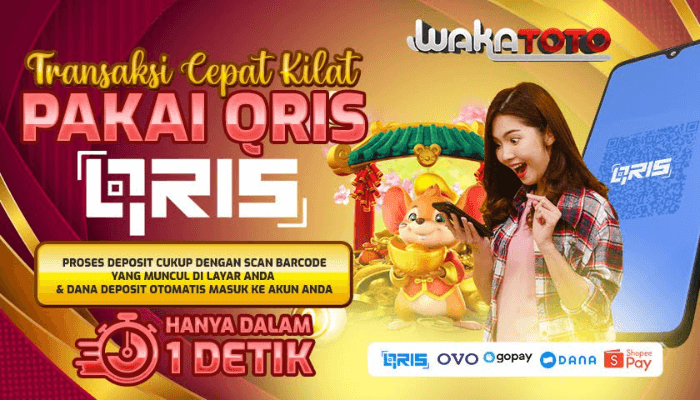 WAKATOTO
Transaksi Cepat Kilat
PAKAI QRIS
QRIS
QRIS
PROSES DEPOSIT CUKUP DENGAN SCAN BARCODE
YANG MUNCUL DI LAYAR ANDA
& DANA DEPOSIT OTOMATIS MASUK KE AKUN ANDA
HANYA DALAM
1 DETIK
QRIS OVO gopay DANA Shopee Pay